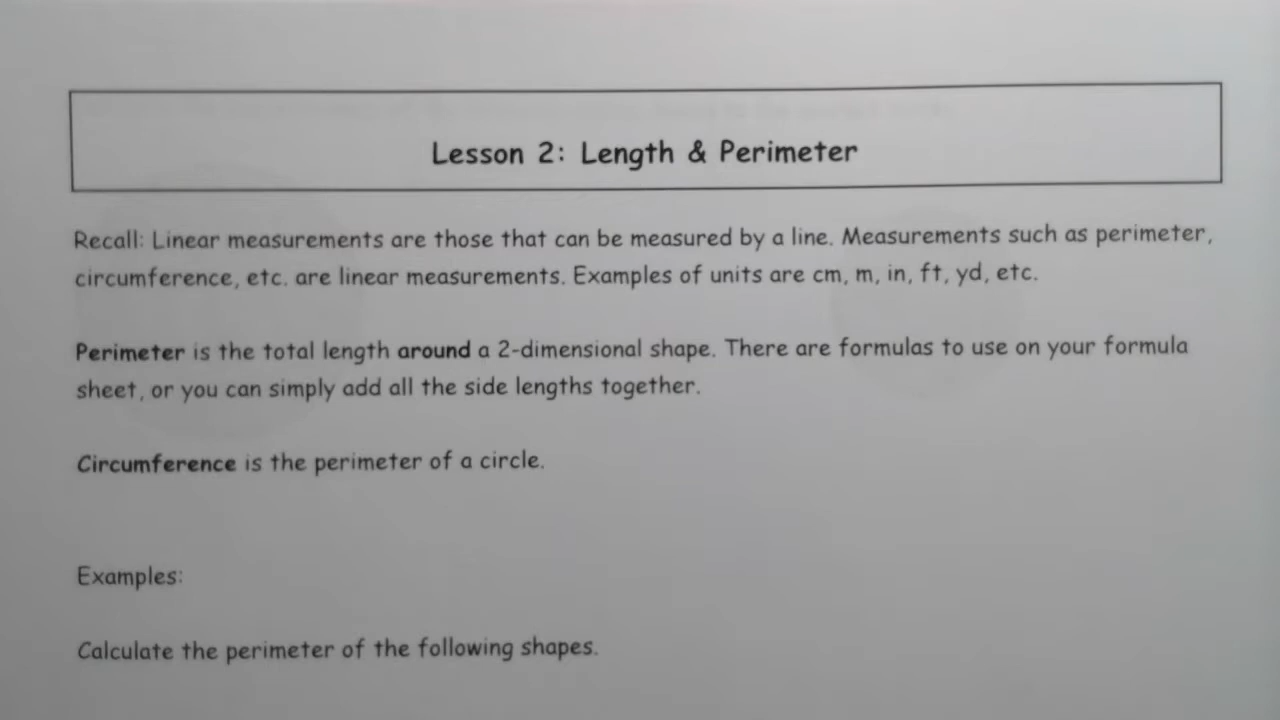 Lesson 2: Length & Perimeter
Recall: Linear measurements are those that can be measured by a line. Measurements such as perimeter,
circumference, etc. are linear measurements. Examples of units are cm, m, in, ft, yd, etc.
Perimeter is the total length around a 2-dimensional shape. There are formulas to use on your formula
sheet, or you can simply add all the side lengths together.
Circumference is the perimeter of a circle.
Examples:
Calculate the perimeter of the following shapes.